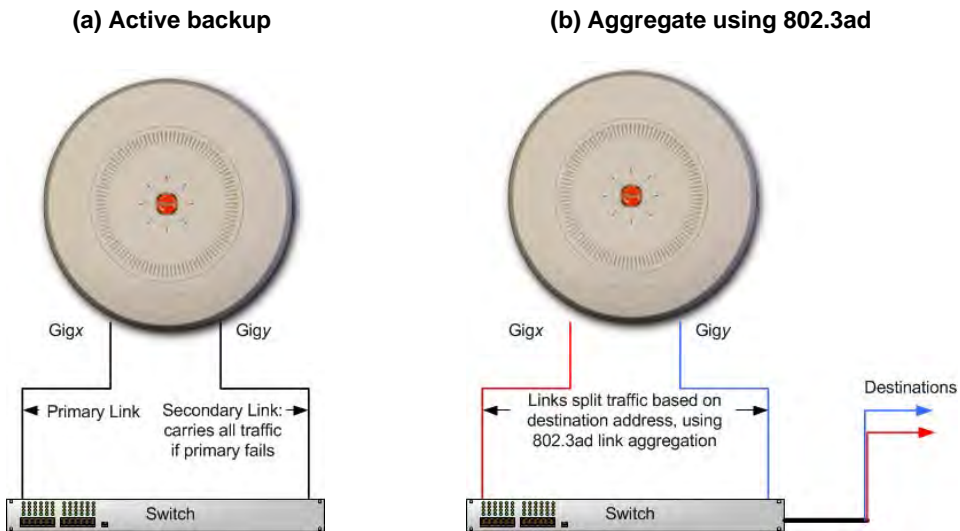 (a) Active backup
(b) Aggregate using 802.3ad
Gigx
Gigy
Primary Link
Secondary Link:
carries all traffic
if primary fails
Switch
Gigx
Gigy
Links split traffic based on
destination address, using
802.3ad link aggregation
Destinations
Switch